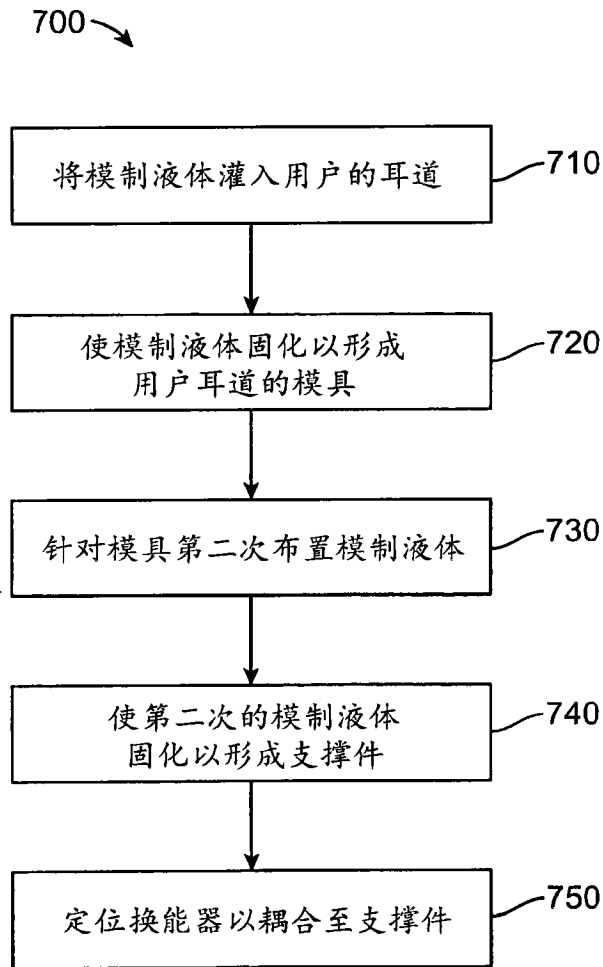 700
将模制液体灌入用户的耳道
710
使模制液体固化以形成
用户耳道的模具
720
针对模具第二次布置模制液体
730
使第二次的模制液体
固化以形成支撑件
740
定位换能器以耦合至支撑件
750